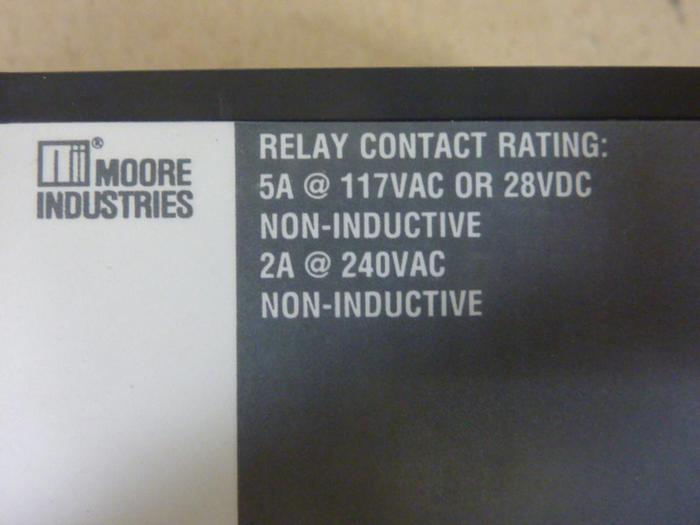 ® MOORE
INDUSTRIES
RELAY CONTACT RATING:
5A @ 117VAC OR 28VDC
NON-INDUCTIVE
2A @ 240VAC
NON-INDUCTIVE